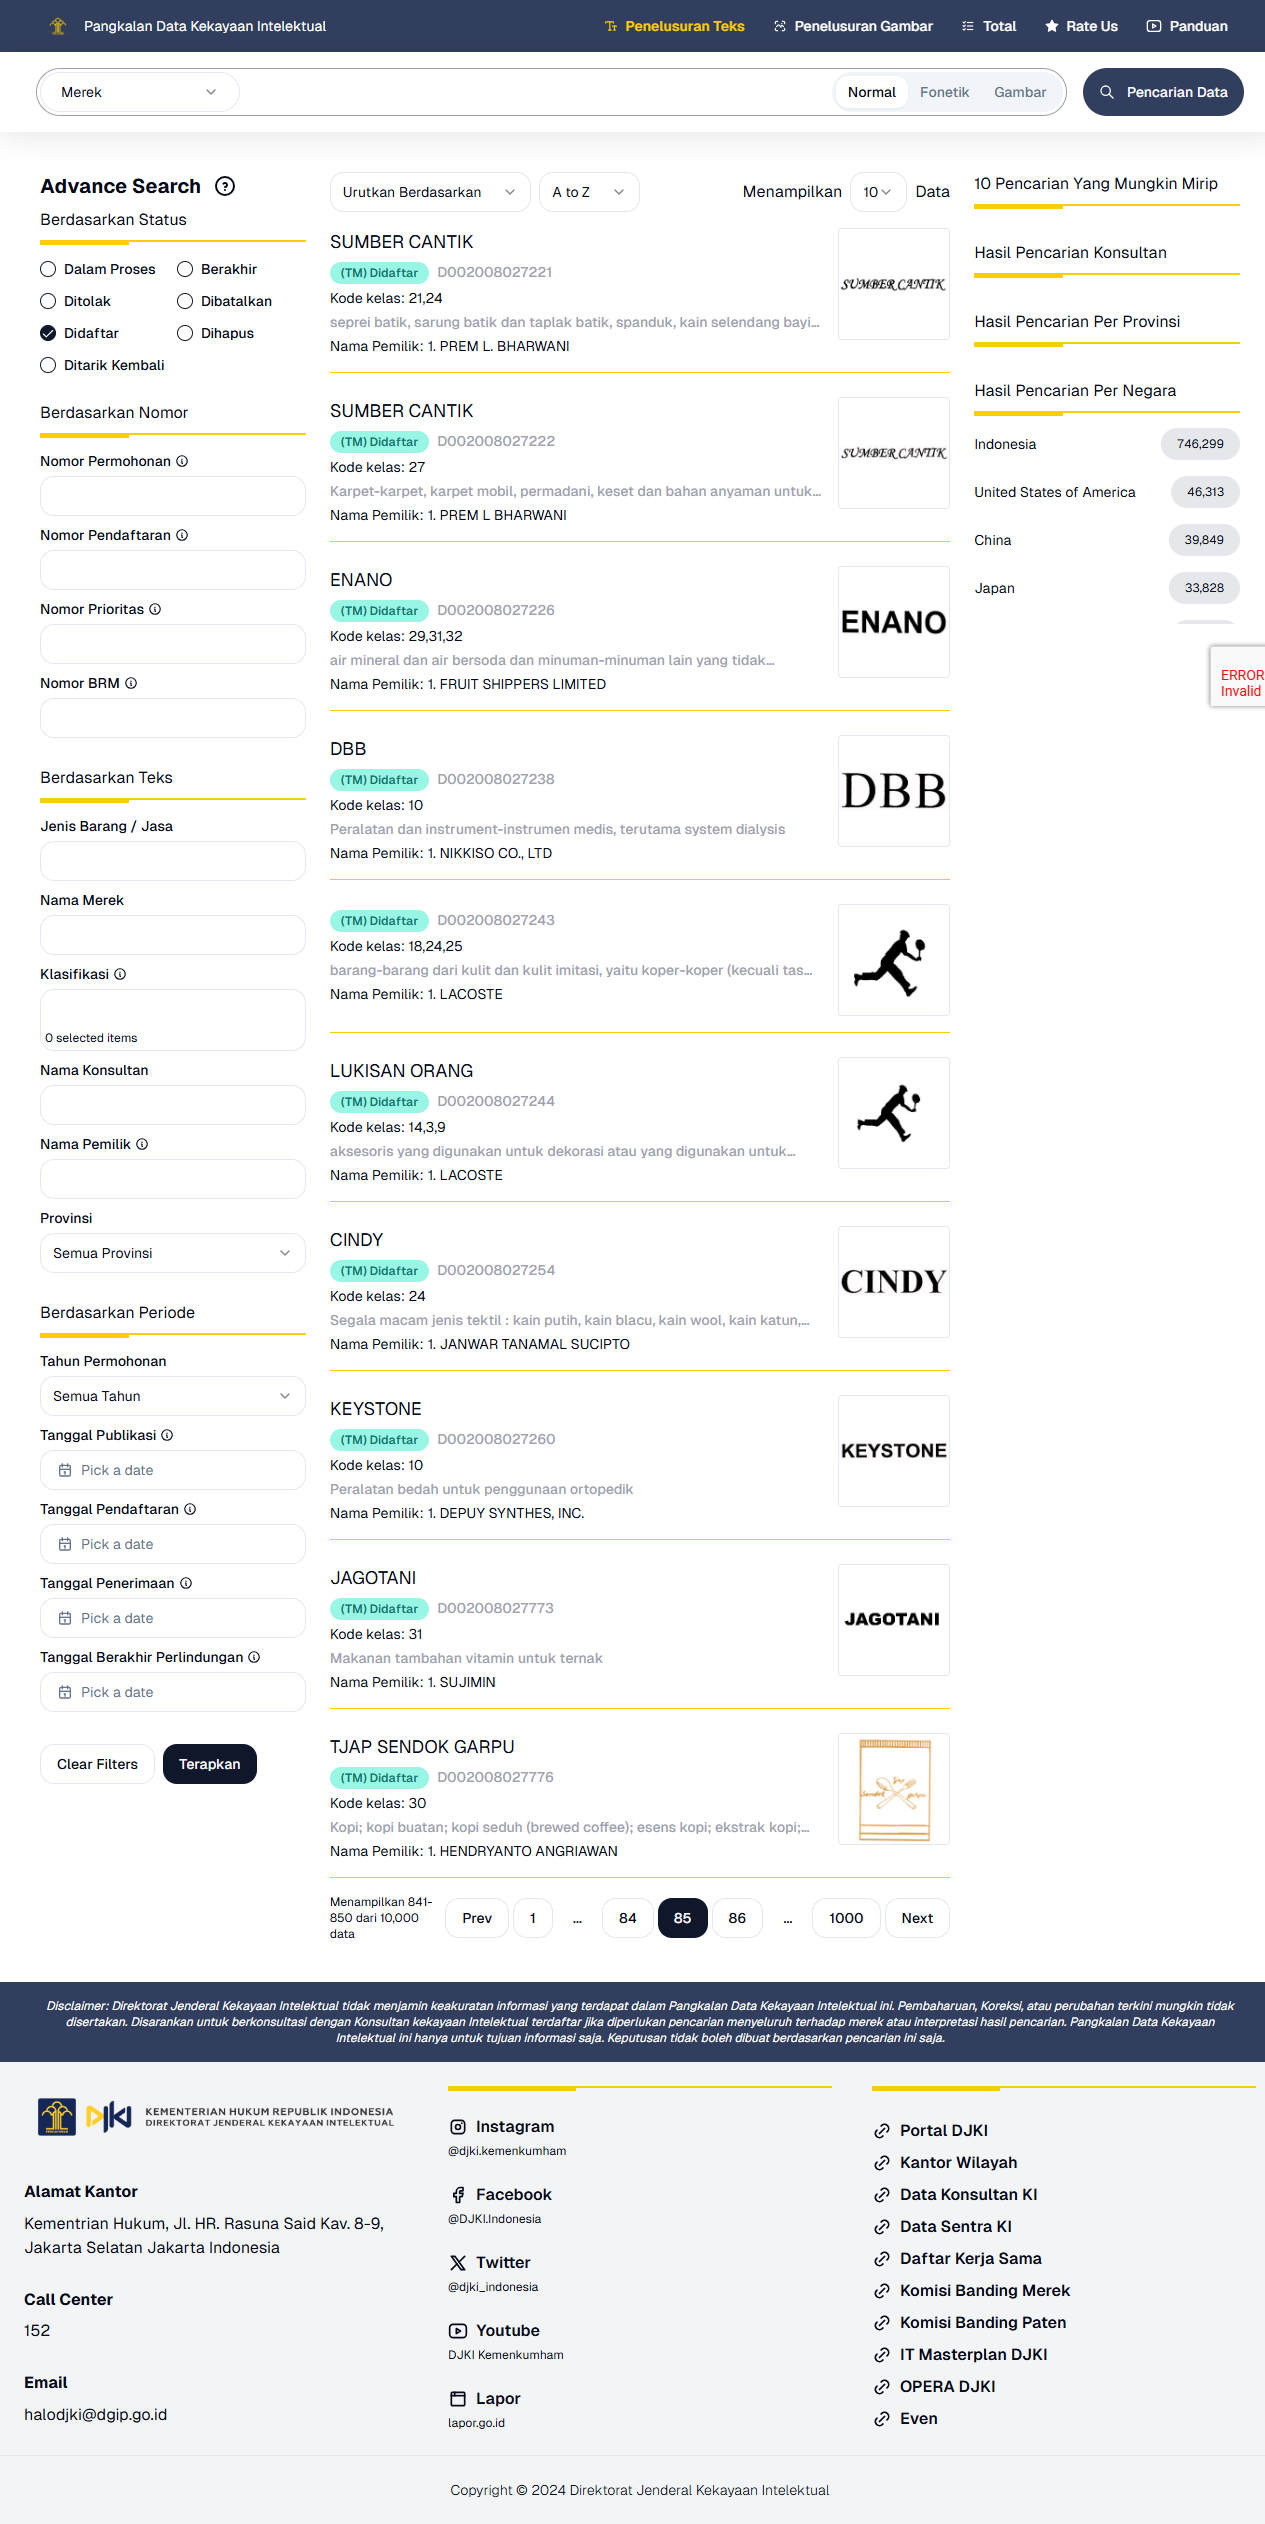 Pangkalan Data Kekayaan Intelektual
Penelusuran Teks
Penelusuran Gambar
Total
Rate Us
Panduan
Merek
Normal
Fonetik
Gambar
Pencarian Data
Advance Search
Berdasarkan Status
Dalam Proses
Berakhir
Ditolak
Dibatalkan
Didaftar
Dihapus
Ditarik Kembali
Berdasarkan Nomor
Nomor Permohonan
Nomor Pendaftaran
Nomor Prioritas
Nomor BRM
Berdasarkan Teks
Jenis Barang / Jasa
Nama Merek
Klasifikasi
0 selected items
Nama Konsultan
Nama Pemilik
Provinsi
Semua Provinsi
Berdasarkan Periode
Tahun Permohonan
Semua Tahun
Tanggal Publikasi
Pick a date
Tanggal Pendaftaran
Pick a date
Tanggal Penerimaan
Pick a date
Tanggal Berakhir Perlindungan
Pick a date
Clear Filters
Terapkan
Urutkan Berdasarkan
A to Z
Menampilkan 10 Data
SUMBER CANTIK
(TM) Didaftar D002008027221
Kode kelas: 21,24
seprei batik, sarung batik dan taplak batik, spanduk, kain selendang bayi...
Nama Pemilik: 1. PREM L. BHARWANI
SUMBER CANTIK
SUMBER CANTIK
(TM) Didaftar D002008027222
Kode kelas: 27
Karpet-karpet, karpet mobil, permadani, keset dan bahan anyaman untuk...
Nama Pemilik: 1. PREM L BHARWANI
SUMBER CANTIK
ENANO
(TM) Didaftar D002008027226
Kode kelas: 29,31,32
air mineral dan air bersoda dan minuman-minuman lain yang tidak...
Nama Pemilik: 1. FRUIT SHIPPERS LIMITED
ENANO
DBB
(TM) Didaftar D002008027238
Kode kelas: 10
Peralatan dan instrument-instrumen medis, terutama system dialysis
Nama Pemilik: 1. NIKKISO CO., LTD
DBB
(TM) Didaftar D002008027243
Kode kelas: 18,24,25
barang-barang dari kulit dan kulit imitasi, yaitu koper-koper (kecuali tas...
Nama Pemilik: 1. LACOSTE
LUKISAN ORANG
(TM) Didaftar D002008027244
Kode kelas: 14,3,9
aksesoris yang digunakan untuk dekorasi atau yang digunakan untuk...
Nama Pemilik: 1. LACOSTE
CINDY
(TM) Didaftar D002008027254
Kode kelas: 24
Segala macam jenis tektil : kain putih, kain blacu, kain wool, kain katun,...
Nama Pemilik: 1. JANWAR TANAMAL SUCIPTO
CINDY
KEYSTONE
(TM) Didaftar D002008027260
Kode kelas: 10
Peralatan bedah untuk penggunaan ortopedik
Nama Pemilik: 1. DEPUY SYNTHES, INC.
KEYSTONE
JAGOTANI
(TM) Didaftar D002008027773
Kode kelas: 31
Makanan tambahan vitamin untuk ternak
Nama Pemilik: 1. SUJIMIN
JAGOTANI
TJAP SENDOK GARPU
(TM) Didaftar D002008027776
Kode kelas: 30
Kopi; kopi buatan; kopi seduh (brewed coffee); esens kopi; ekstrak kopi;...
Nama Pemilik: 1. HENDRYANTO ANGRIAWAN
Menampilkan 841-
850 dari 10,000
data
Prev
1
...
84
85
86
...
1000
Next
10 Pencarian Yang Mungkin Mirip
Hasil Pencarian Konsultan
Hasil Pencarian Per Provinsi
Hasil Pencarian Per Negara
Indonesia 746,299
United States of America 46,313
China 39,849
Japan 33,828
ERROR
Invalid
Disclaimer: Direktorat Jenderal Kekayaan Intelektual tidak menjamin keakuratan informasi yang terdapat dalam Pangkalan Data Kekayaan Intelektual ini. Pembaharuan, Koreksi, atau perubahan terkini mungkin tidak
disertakan. Disarankan untuk berkonsultasi dengan Konsultan kekayaan Intelektual terdaftar jika diperlukan pencarian menyeluruh terhadap merek atau interpretasi hasil pencarian. Pangkalan Data Kekayaan
Intelektual ini hanya untuk tujuan informasi saja. Keputusan tidak boleh dibuat berdasarkan pencarian ini saja.
KEMENTERIAN HUKUM REPUBLIK INDONESIA
DIREKTORAT JENDERAL KEKAYAAN INTELEKTUAL
Alamat Kantor
Kementrian Hukum, Jl. HR. Rasuna Said Kav. 8-9,
Jakarta Selatan Jakarta Indonesia
Call Center
152
Email
halodjki@dgip.go.id
Instagram
@djki.kemenkumham
Facebook
@DJKI.Indonesia
Twitter
@djki_indonesia
Youtube
DJKI Kemenkumham
Lapor
lapor.go.id
Portal DJKI
Kantor Wilayah
Data Konsultan KI
Data Sentra KI
Daftar Kerja Sama
Komisi Banding Merek
Komisi Banding Paten
IT Masterplan DJKI
OPERA DJKI
Even
Copyright © 2024 Direktorat Jenderal Kekayaan Intelektual